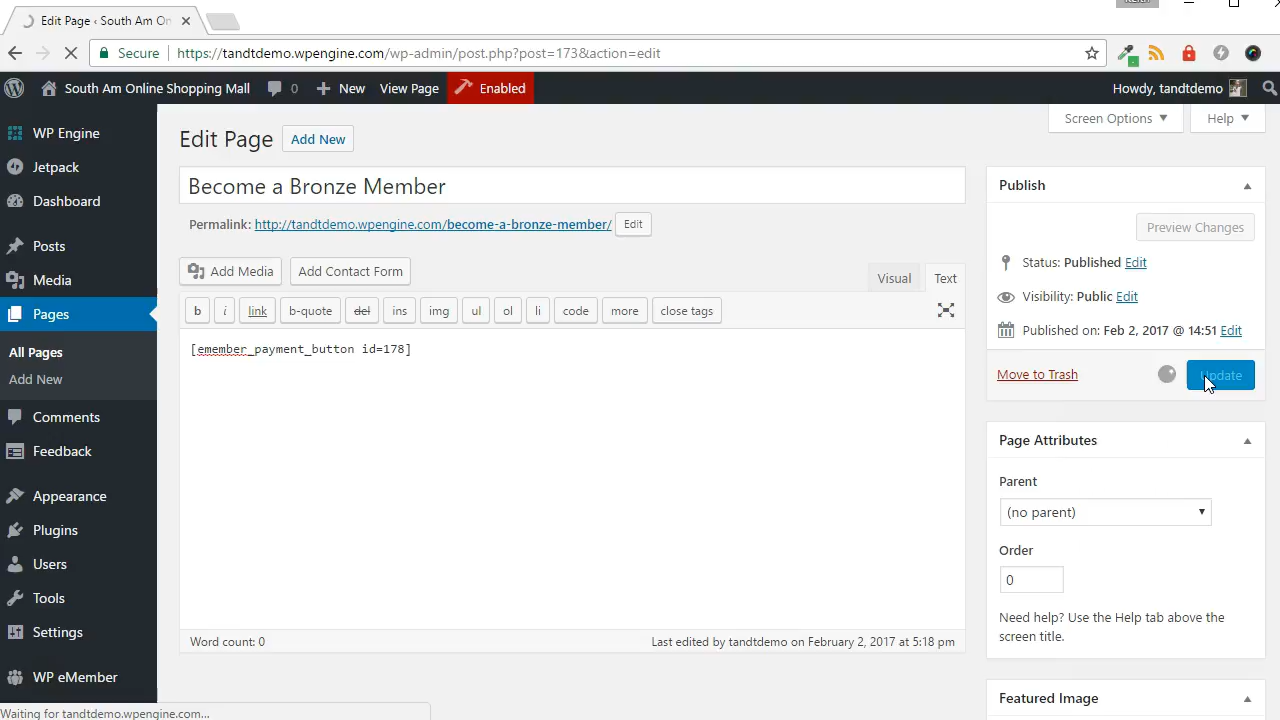 Keith
Edit Page ‹ South Am On
Secure https://tandtdemo.wpengine.com/wp-admin/post.php?post=173&action=edit
South Am Online Shopping Mall 0 New View Page Enabled Howdy, tandtdemo
Screen Options Help
WP Engine
Jetpack
Dashboard
Posts
Media
Pages
All Pages
Add New
Comments
Feedback
Appearance
Plugins
Users
Tools
Settings
WP eMember
Edit Page Add New
Become a Bronze Member
Permalink: http://tandtdemo.wpengine.com/become-a-bronze-member/ Edit
Add Media Add Contact Form
Visual Text
b i link b-quote del ins img ul ol li code more close tags
[emember_payment_button id=178]
Word count: 0 Last edited by tandtdemo on February 2, 2017 at 5:18 pm
Publish
Preview Changes
Status: Published Edit
Visibility: Public Edit
Published on: Feb 2, 2017 @ 14:51 Edit
Move to Trash Update
Page Attributes
Parent
(no parent)
Order
0
Need help? Use the Help tab above the
screen title.
Featured Image
Waiting for tandtdemo.wpengine.com...